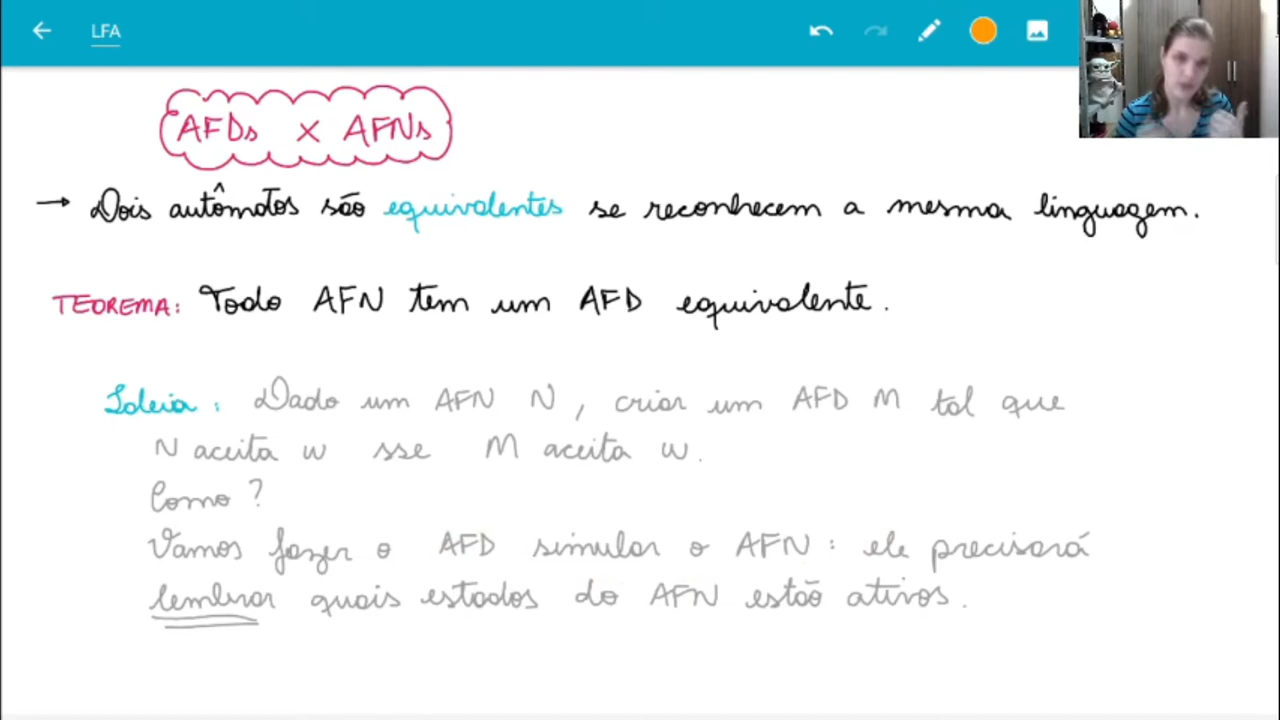 LFA
AFDs x AFNs
→ Dois autômatos são equivalentes se reconhecem a mesma linguagem.
TEOREMA: Todo AFN tem um AFD equivalente.
Ideia: Dado um AFN N, criar um AFD M tal que
N aceita w sse M aceita w.
Como?
Vamos fazer o AFD simular o AFN: ele precisará
lembrar quais estados do AFN estão ativos.